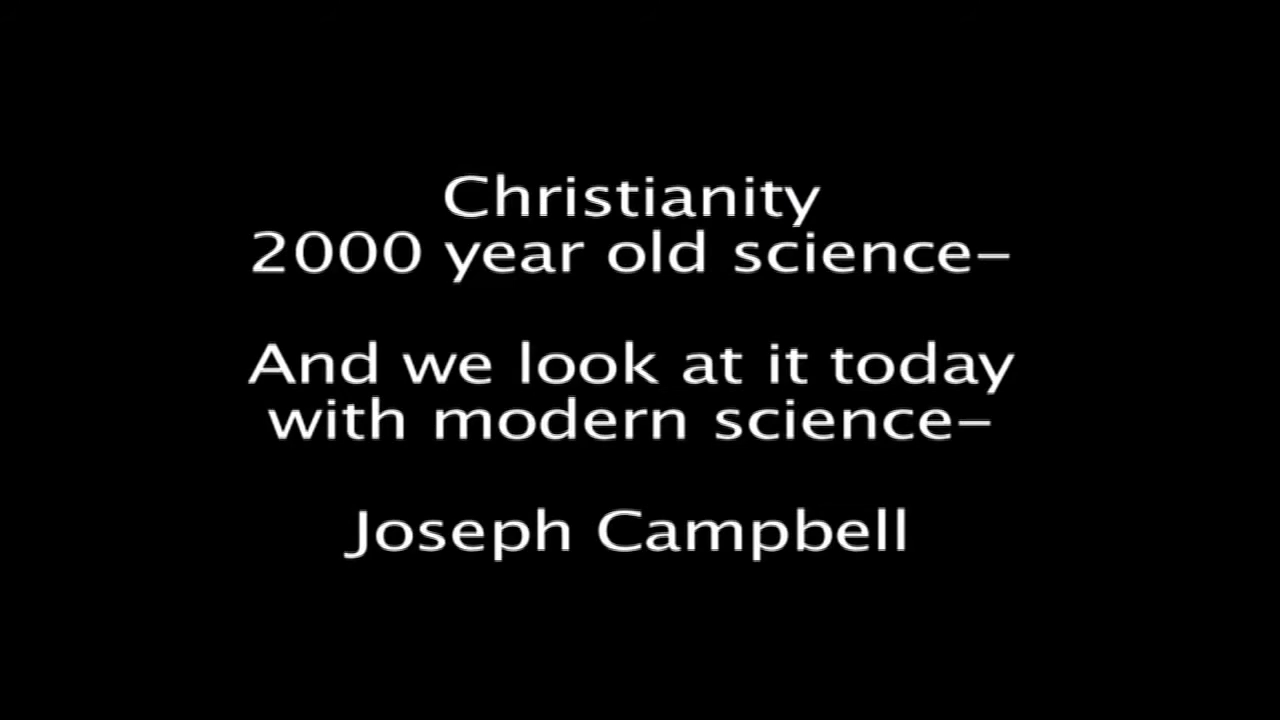 Christianity
2000 year old science–
And we look at it today
with modern science–
Joseph Campbell